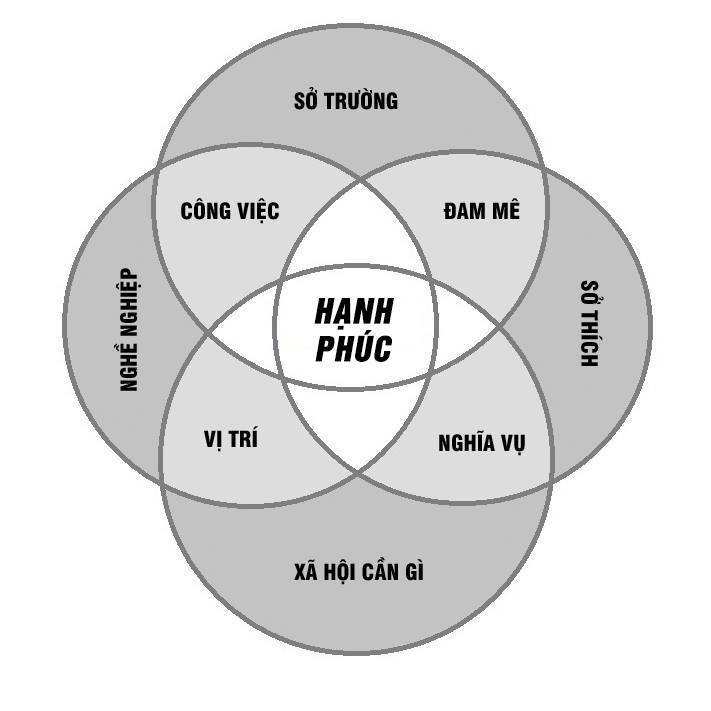 SỞ TRƯỜNG
CÔNG VIỆC
ĐAM MÊ
NGHỀ NGHIỆP
HẠNH
PHÚC
SỞ THÍCH
VỊ TRÍ
NGHĨA VỤ
XÃ HỘI CẦN GÌ